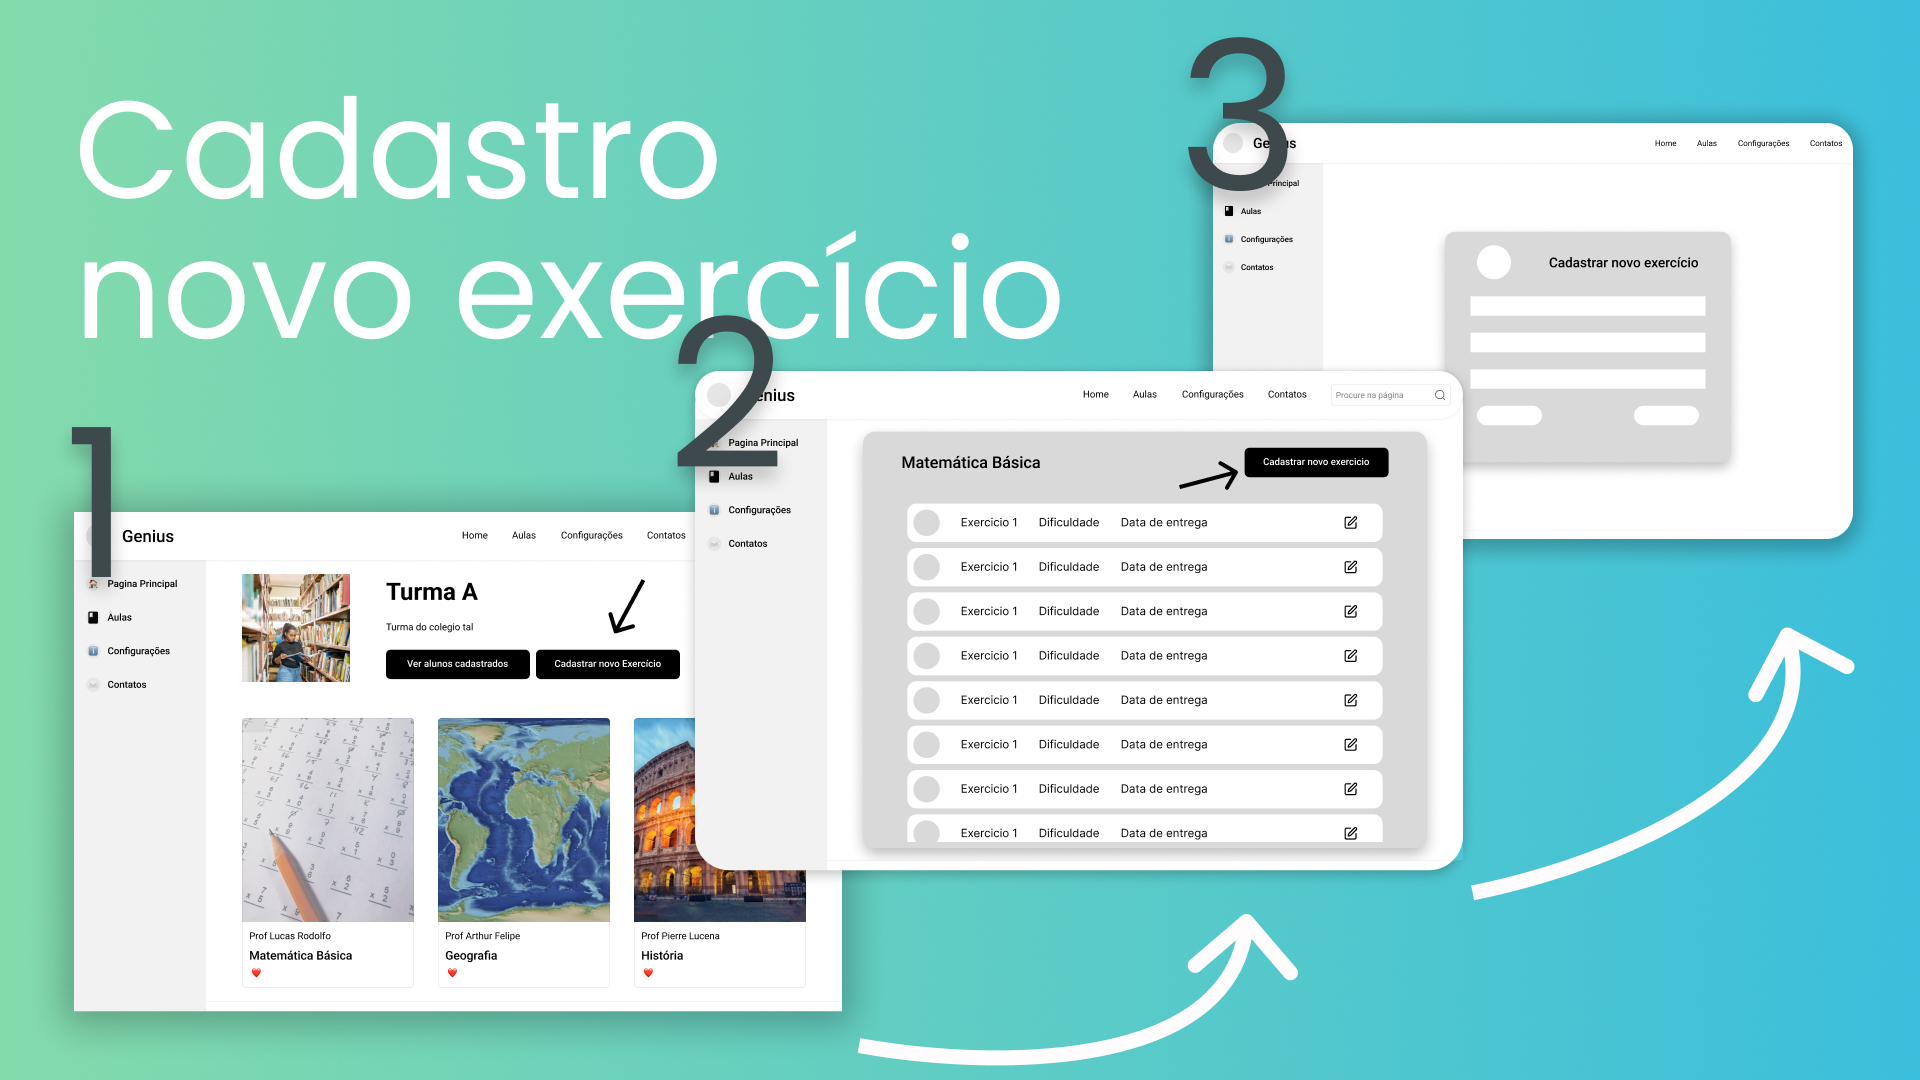 Cadastro
novo exercício
1
Genius
Home Aulas Configurações Contatos
Pagina Principal
Aulas
Configurações
Contatos
Turma A
Turma do colegio tal
Ver alunos cadastrados Cadastrar novo Exercício
Prof Lucas Rodolfo
Matemática Básica
Prof Arthur Felipe
Geografia
Prof Pierre Lucena
História
2
enius
Home Aulas Configurações Contatos Procure na página
Pagina Principal
Aulas
Configurações
Contatos
Matemática Básica
Cadastrar novo exercicio
Exercicio 1 Dificuldade Data de entrega
Exercicio 1 Dificuldade Data de entrega
Exercicio 1 Dificuldade Data de entrega
Exercicio 1 Dificuldade Data de entrega
Exercicio 1 Dificuldade Data de entrega
Exercicio 1 Dificuldade Data de entrega
Exercicio 1 Dificuldade Data de entrega
Exercicio 1 Dificuldade Data de entrega
3
Genius
Home Aulas Configurações Contatos
Principal
Aulas
Configurações
Contatos
Cadastrar novo exercício